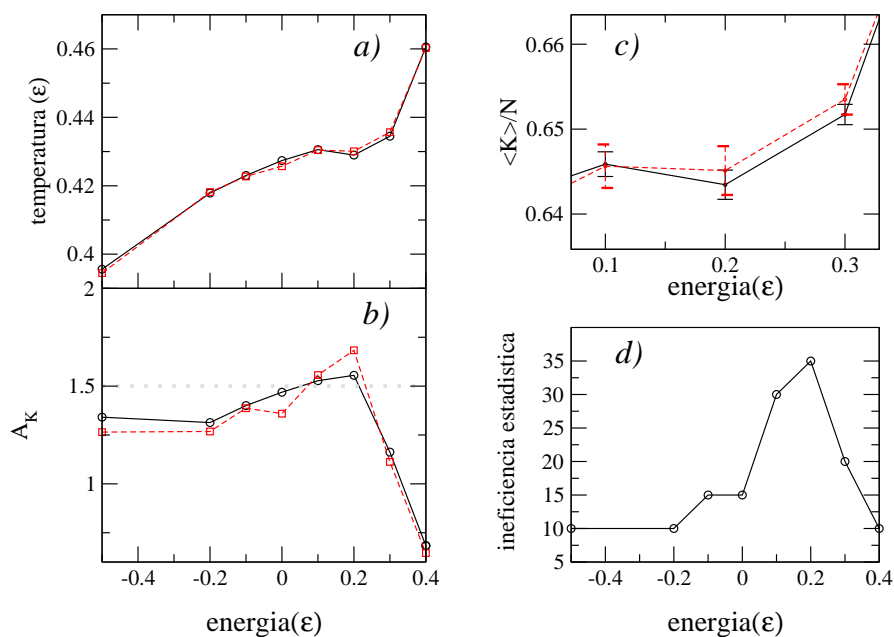 a)
0.46
0.44
0.42
0.4
temperatura (ε)
b)
2
1.5
1
A_K
-0.4 -0.2 0 0.2 0.4
energia(ε)
c)
0.66
0.65
0.64
<K>/N
0.1 0.2 0.3
energia(ε)
d)
35
30
25
20
15
10
5
ineficiencia estadistica
-0.4 -0.2 0 0.2 0.4
energia(ε)